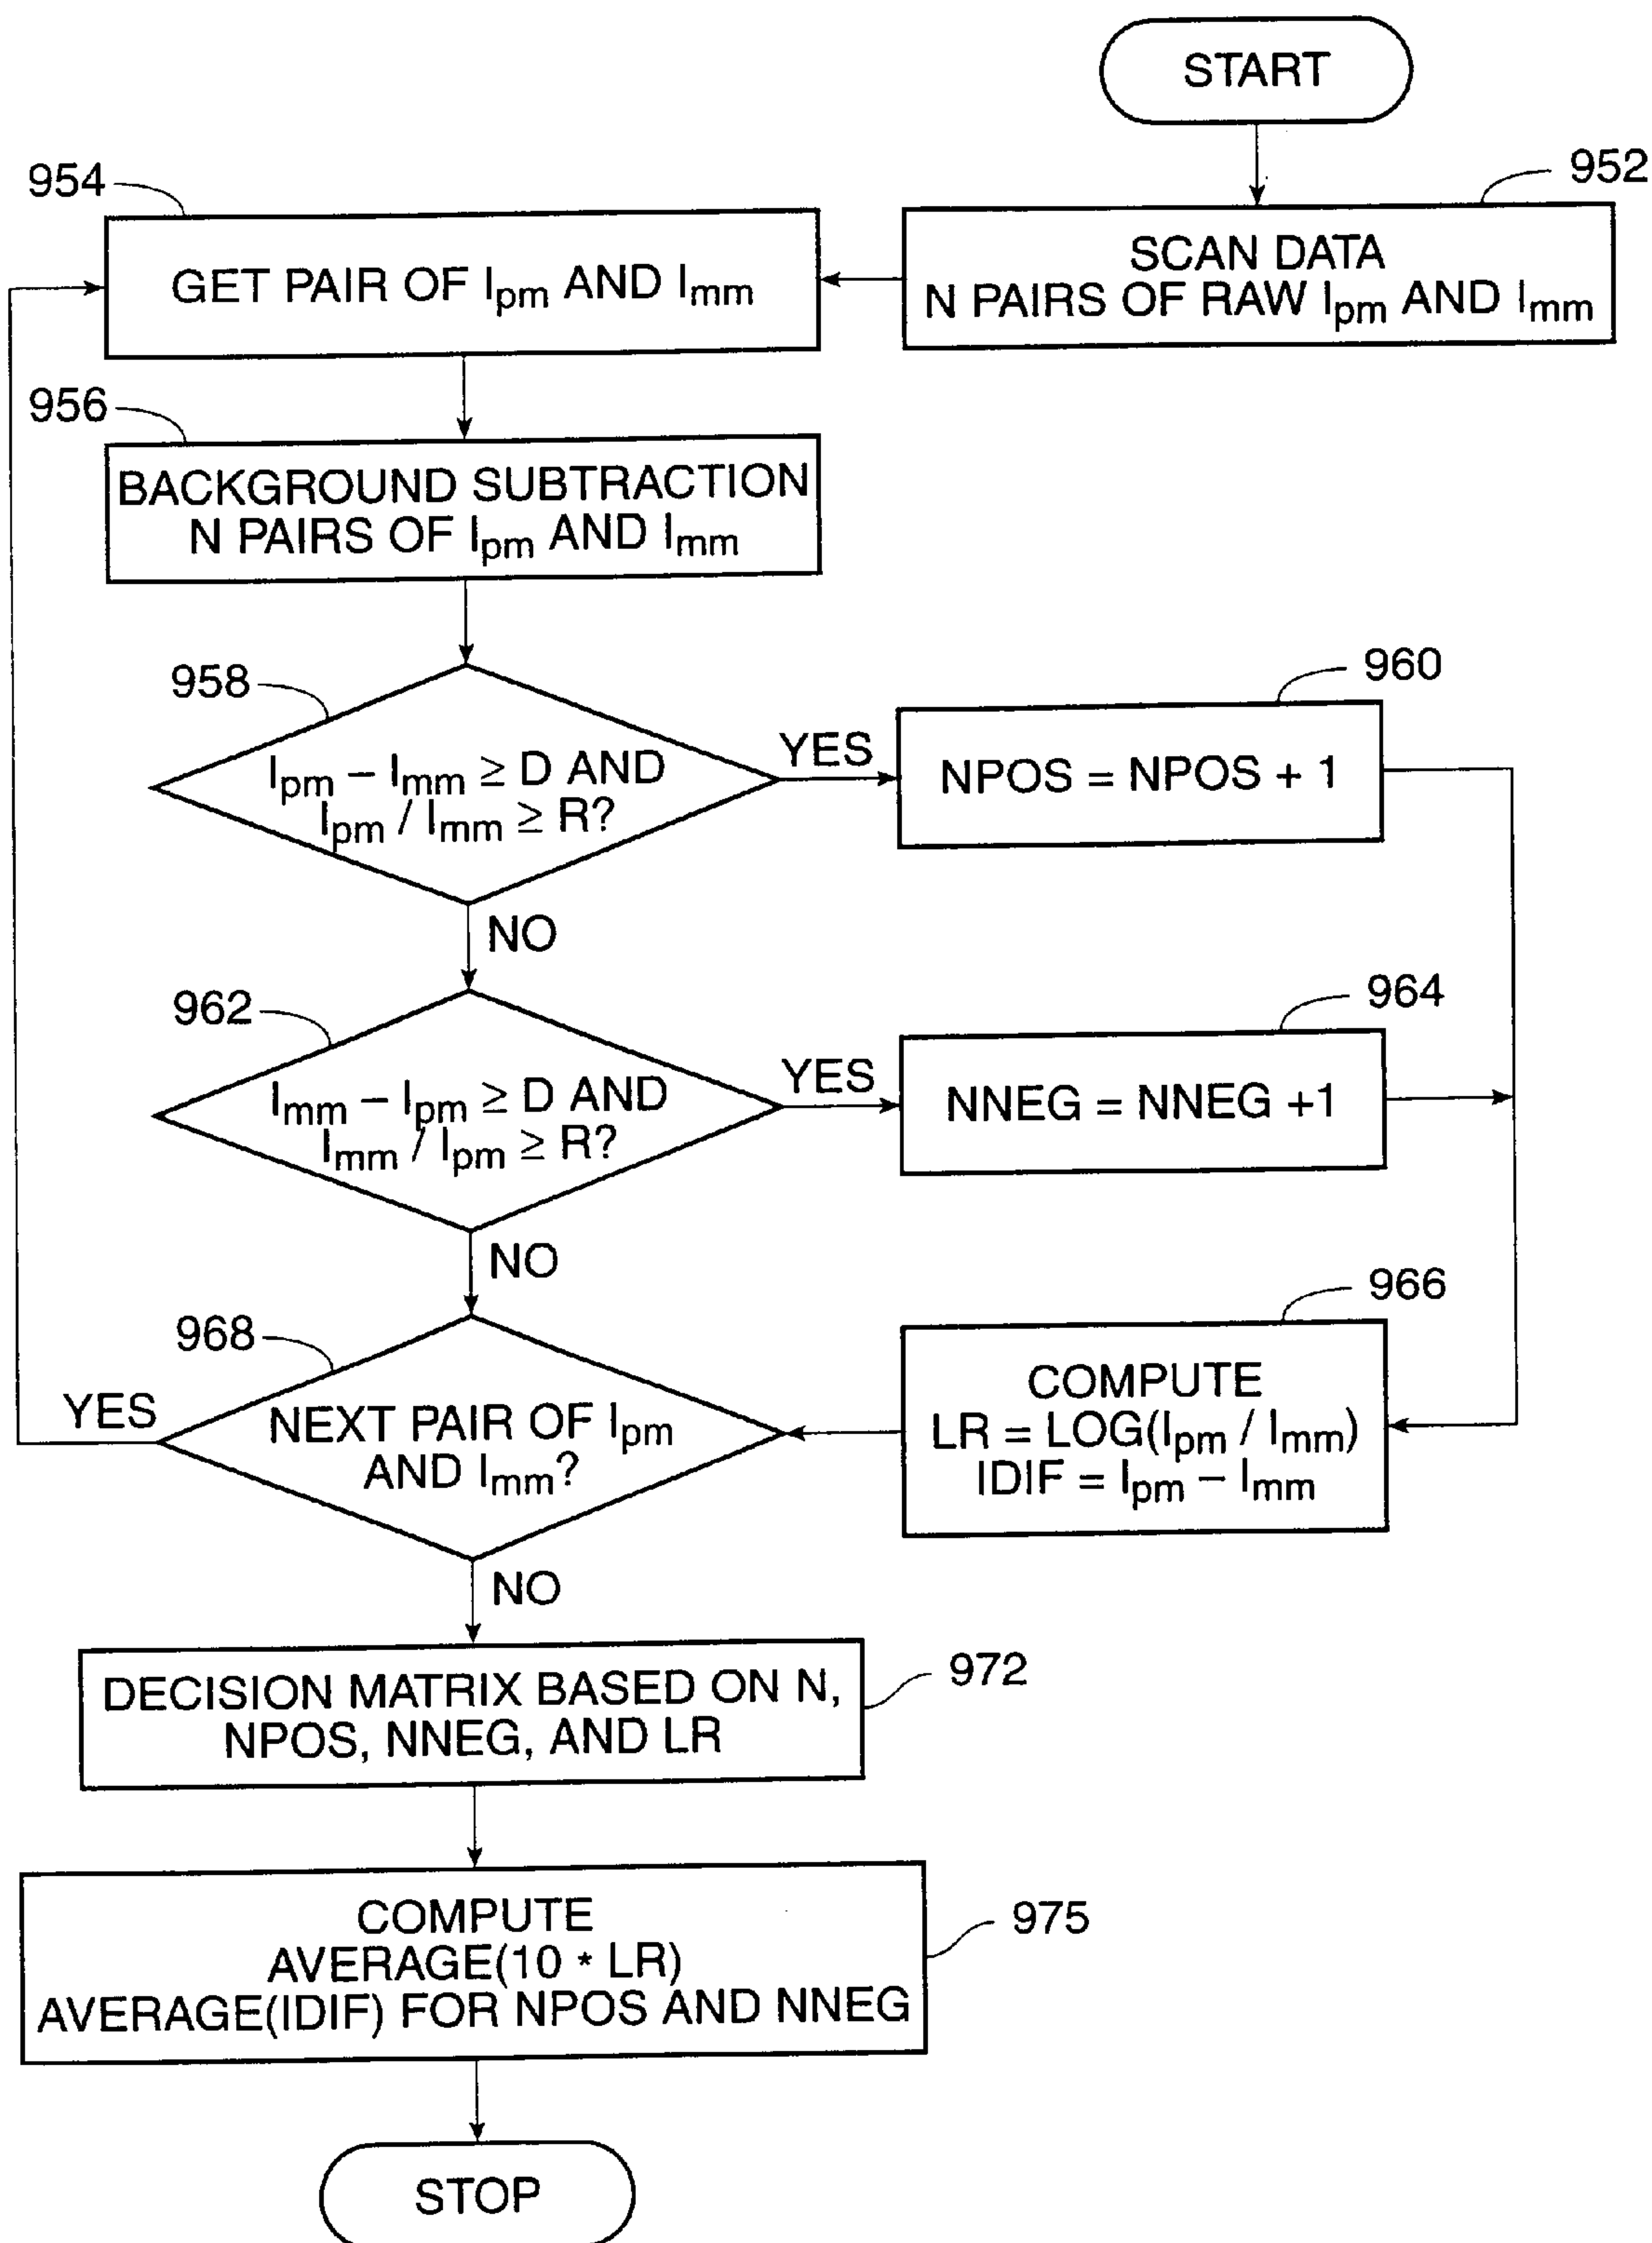 START
952
SCAN DATA
N PAIRS OF RAW Ipm AND Imm
954
GET PAIR OF Ipm AND Imm
956
BACKGROUND SUBTRACTION
N PAIRS OF Ipm AND Imm
958
Ipm – Imm ≥ D AND
Ipm / Imm ≥ R?
YES
960
NPOS = NPOS + 1
NO
962
Imm – Ipm ≥ D AND
Imm / Ipm ≥ R?
YES
964
NNEG = NNEG +1
NO
966
COMPUTE
LR = LOG(Ipm / Imm)
IDIF = Ipm – Imm
968
NEXT PAIR OF Ipm
AND Imm?
YES
NO
972
DECISION MATRIX BASED ON N,
NPOS, NNEG, AND LR
975
COMPUTE
AVERAGE(10 * LR)
AVERAGE(IDIF) FOR NPOS AND NNEG
STOP